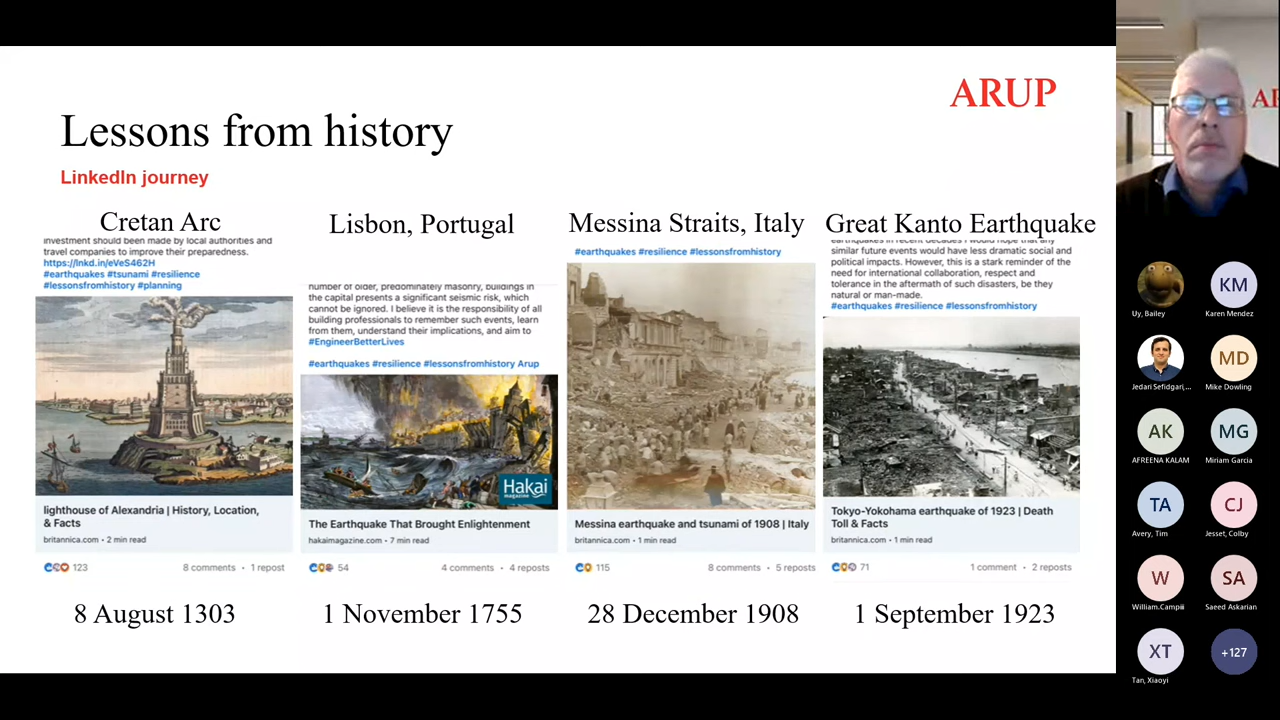 ARUP
Lessons from history
LinkedIn journey
Cretan Arc
investment should been made by local authorities and
travel companies to improve their preparedness.
https://lnkd.in/eVeS462H
#earthquakes #tsunami #resilience
#lessonsfromhistory #planning
lighthouse of Alexandria | History, Location,
& Facts
britannica.com • 2 min read
123
8 comments • 1 repost
8 August 1303
Lisbon, Portugal
number of older, predominately masonry, buildings in
the capital presents a significant seismic risk, which
cannot be ignored. I believe it is the responsibility of all
building professionals to remember such events, learn
from them, understand their implications, and aim to
#EngineerBetterLives
#earthquakes #resilience #lessonsfromhistory Arup
Hakai
magazine
The Earthquake That Brought Enlightenment
hakaimagazine.com • 7 min read
54
4 comments • 4 reposts
1 November 1755
Messina Straits, Italy
#earthquakes #resilience #lessonsfromhistory
Messina earthquake and tsunami of 1908 | Italy
britannica.com • 1 min read
115
8 comments • 5 reposts
28 December 1908
Great Kanto Earthquake
earthquakes in recent decades I would hope that any
similar future events would have less dramatic social and
political impacts. However, this is a stark reminder of the
need for international collaboration, respect and
tolerance in the aftermath of such disasters, be they
natural or man-made.
#earthquakes #resilience #lessonsfromhistory
Tokyo-Yokohama earthquake of 1923 | Death
Toll & Facts
britannica.com • 1 min read
71
1 comment • 2 reposts
1 September 1923
Uy, Bailey
KM
Karen Mendez
Jedari Sefidgari,...
MD
Mike Dowling
AK
AFREENA KALAM
MG
Miriam Garcia
TA
Avery, Tim
CJ
Jesset, Colby
W
SA
Saeed Askarian
XT
Tan, Xiaoyi
+127